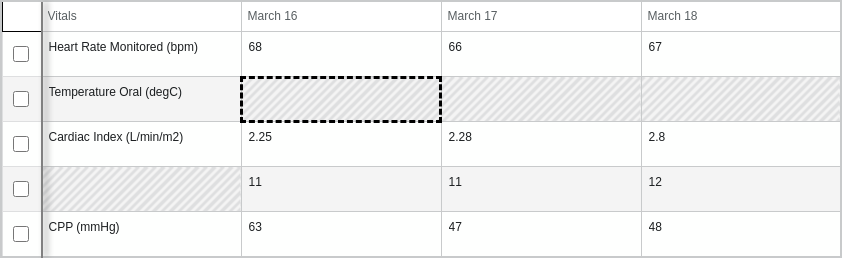 Vitals March 16 March 17 March 18
Heart Rate Monitored (bpm) 68 66 67
Temperature Oral (degC)
Cardiac Index (L/min/m2) 2.25 2.28 2.8
11 11 12
CPP (mmHg) 63 47 48